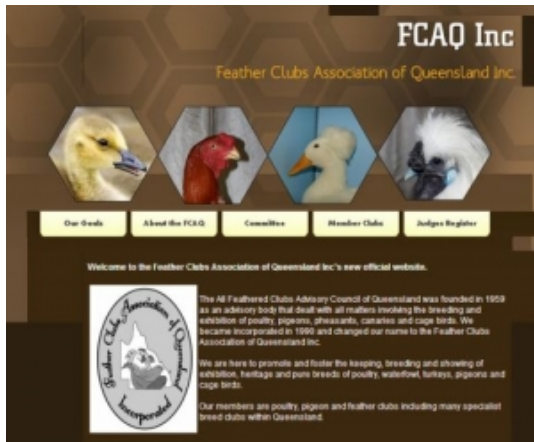 FCAQ Inc
Feather Clubs Association of Queensland Inc.
Our Goals
About the FCAQ
Committee
Member Clubs
Judges Register
Welcome to the Feather Clubs Association of Queensland Inc's new official website.
Feather Clubs Association of Queensland
Incorporated
The All Feathered Clubs Advisory Council of Queensland was founded in 1959
as an advisory body that dealt with all matters involving the breeding and
exhibition of poultry, pigeons, pheasants, canaries and cage birds. We
became incorporated in 1990 and changed our name to the Feather Clubs
Association of Queensland Inc.
We are here to promote and foster the keeping, breeding and showing of
exhibition, heritage and pure breeds of poultry, waterfowl, turkeys, pigeons and
cage birds.
Our members are poultry, pigeon and feather clubs including many specialist
breed clubs within Queensland.